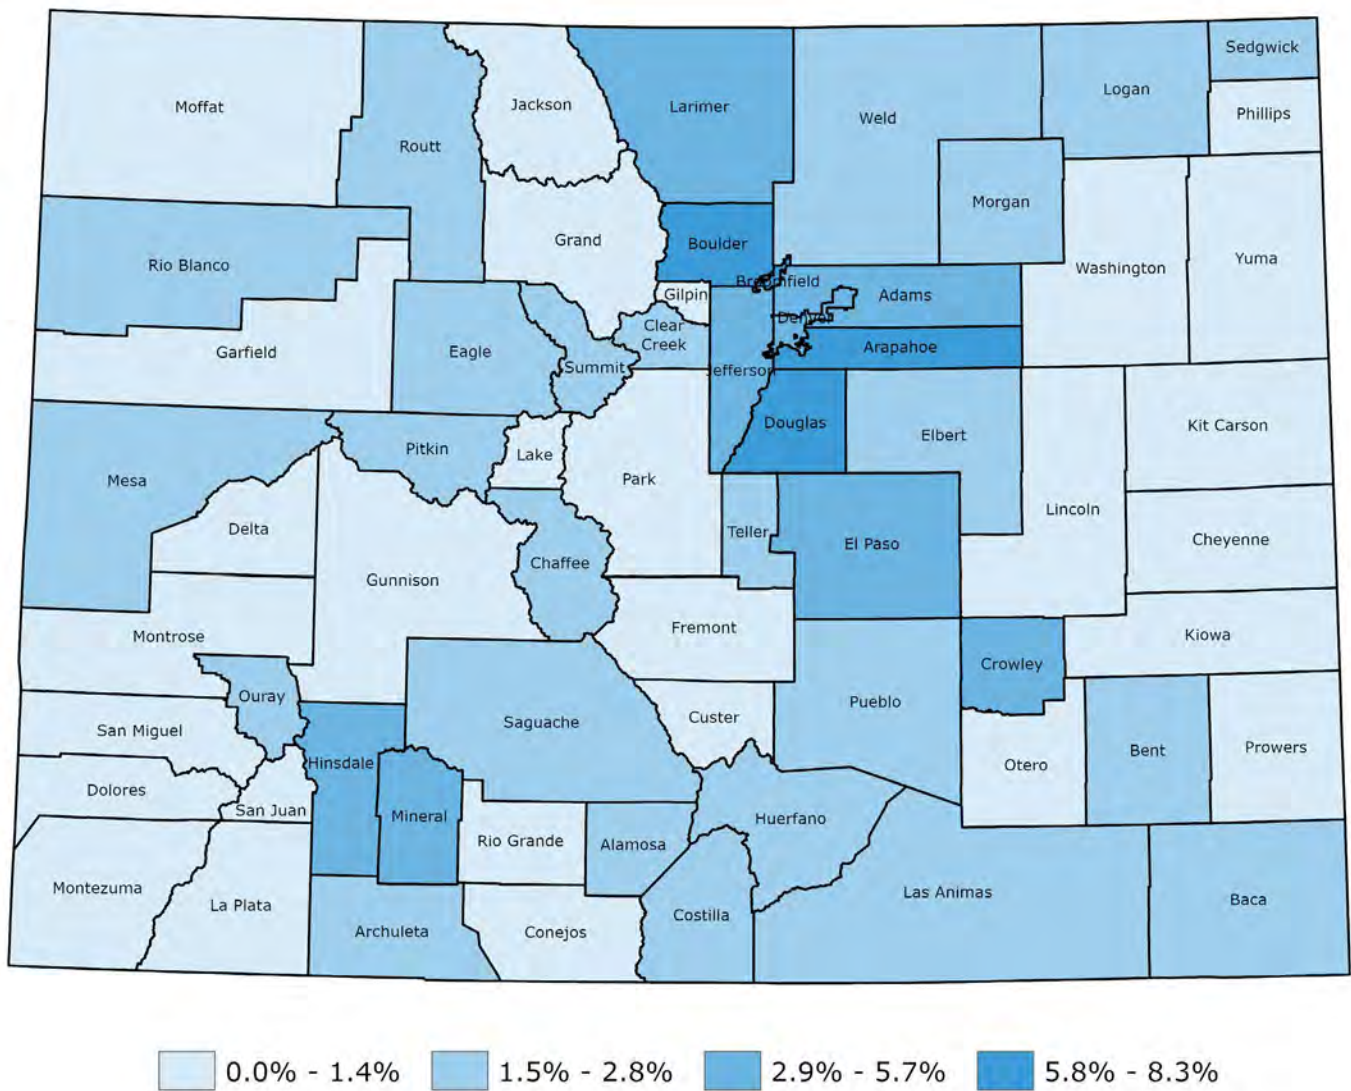 Sedgwick
Logan
Moffat
Jackson
Larimer
Phillips
Weld
Routt
Morgan
Grand
Boulder
Yuma
Rio Blanco
Washington
Broomfield
Gilpin
Adams
Denver
Clear
Creek
Arapahoe
Garfield
Eagle
Summit
Jefferson
Douglas
Kit Carson
Elbert
Pitkin
Lake
Park
Mesa
Lincoln
Delta
Teller
Cheyenne
El Paso
Chaffee
Gunnison
Fremont
Kiowa
Montrose
Crowley
Ouray
Pueblo
Custer
Saguache
San Miguel
Prowers
Bent
Hinsdale
Otero
Dolores
San Juan
Mineral
Huerfano
Rio Grande
Alamosa
Montezuma
Las Animas
Baca
La Plata
Costilla
Archuleta
Conejos
0.0% - 1.4% 1.5% - 2.8% 2.9% - 5.7% 5.8% - 8.3%